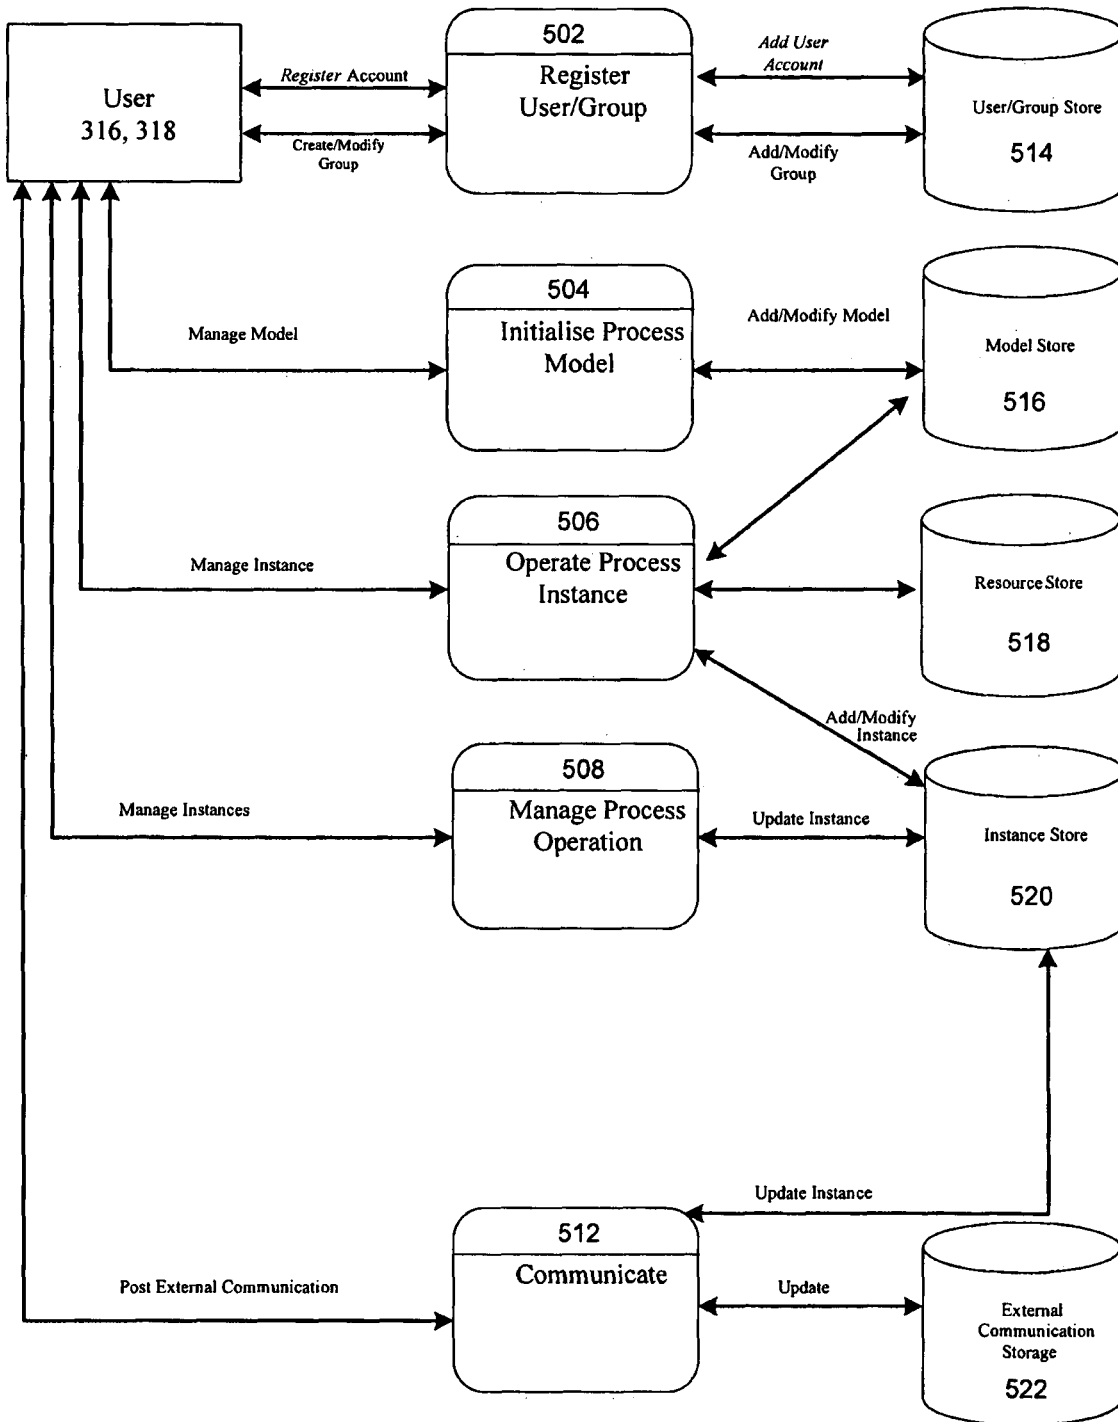 User
316, 318
Register Account
Create/Modify
Group
502
Register
User/Group
Add User
Account
Add/Modify
Group
User/Group Store
514
Manage Model
504
Initialise Process
Model
Add/Modify Model
Model Store
516
Manage Instance
506
Operate Process
Instance
Resource Store
518
Add/Modify
Instance
Manage Instances
508
Manage Process
Operation
Update Instance
Instance Store
520
Update Instance
Post External Communication
512
Communicate
Update
External
Communication
Storage
522